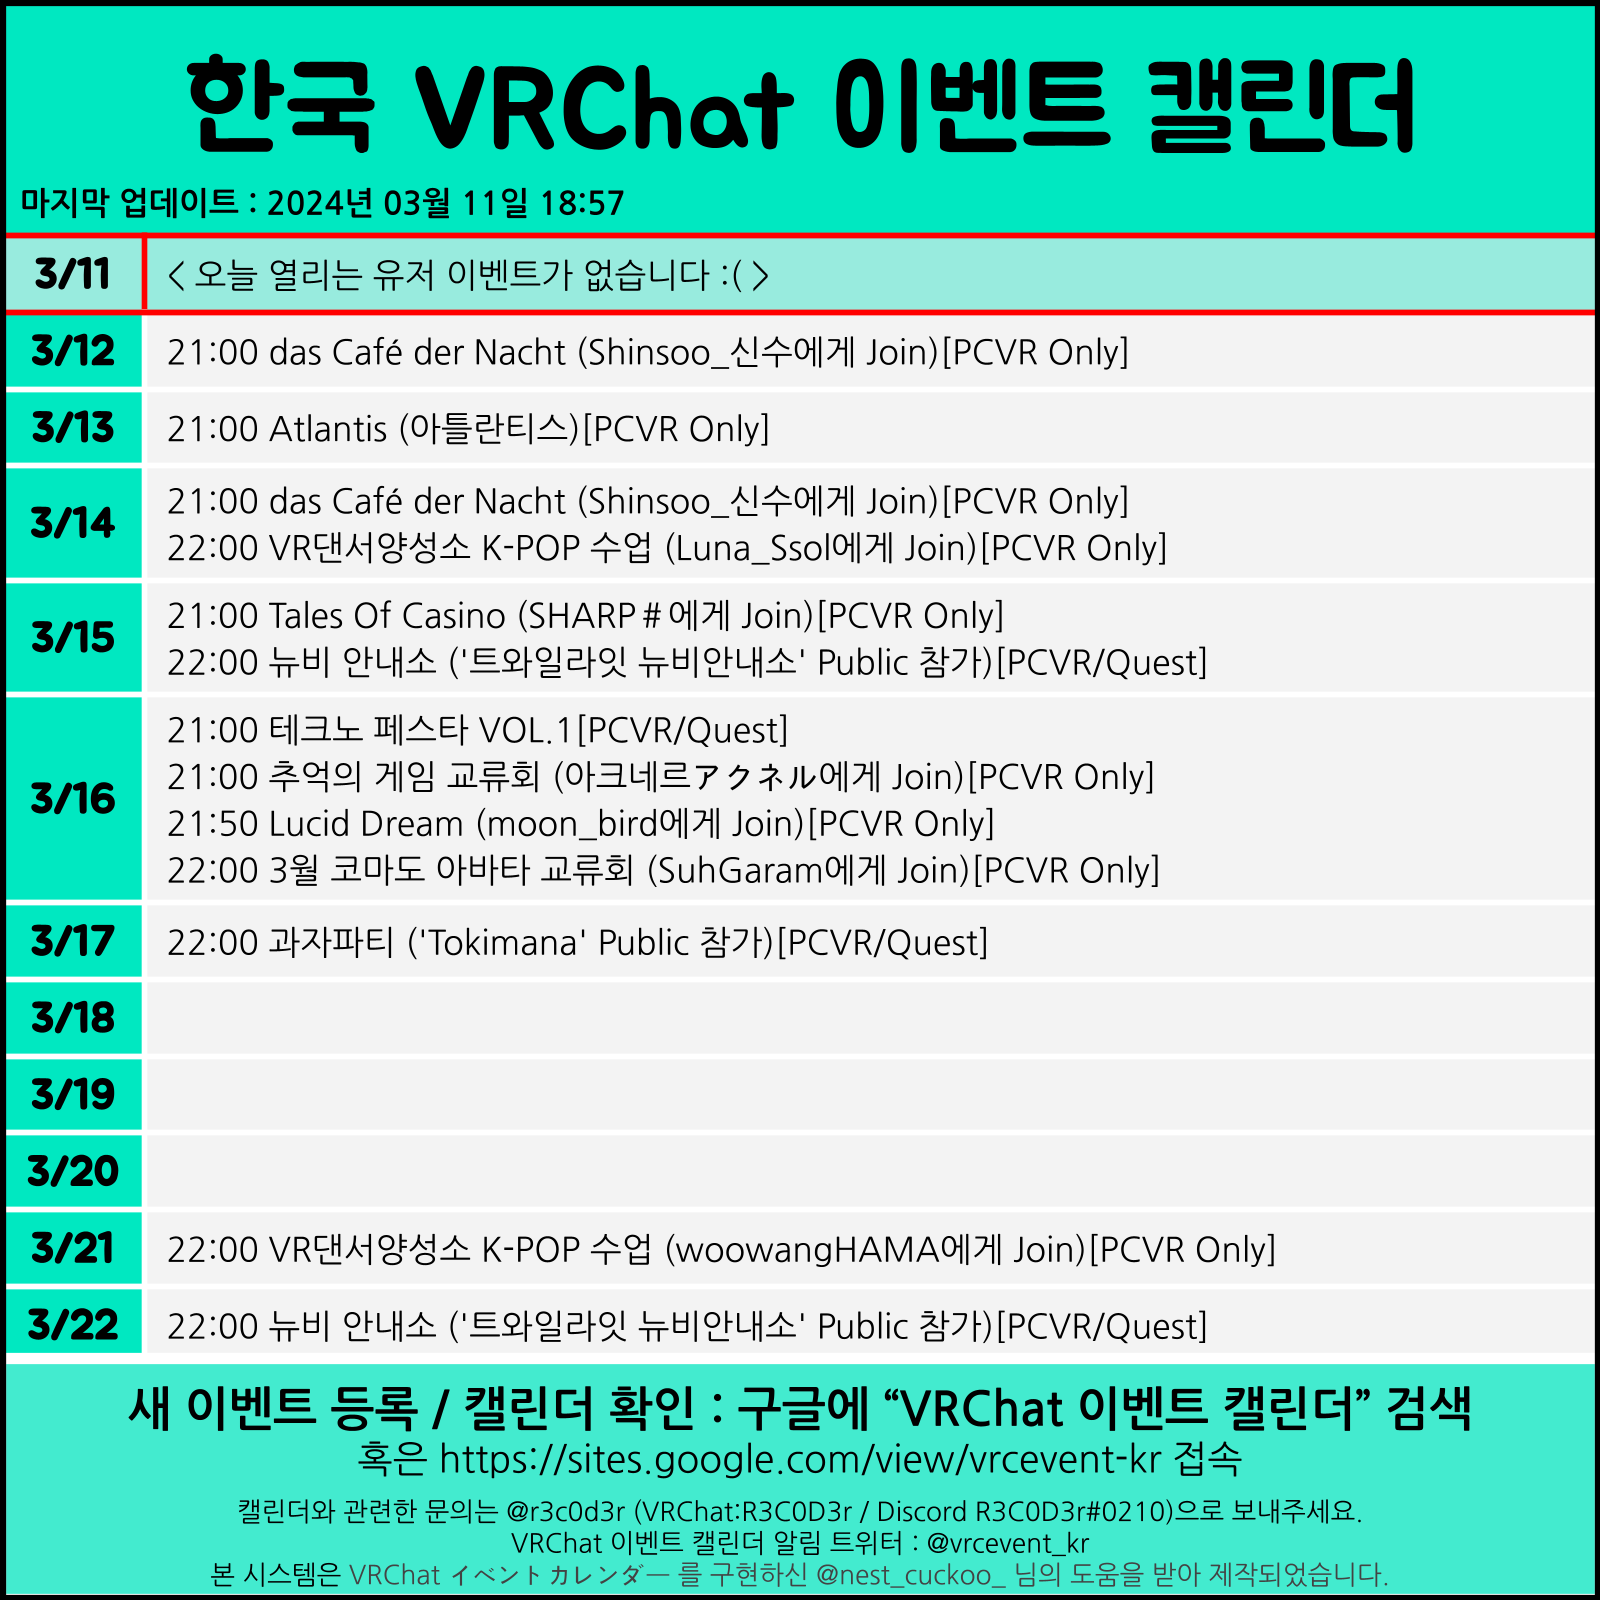 한국 VRChat 이벤트 캘린더
마지막 업데이트 : 2024년 03월 11일 18:57
3/11
< 오늘 열리는 유저 이벤트가 없습니다 :( >
3/12
21:00 das Café der Nacht (Shinsoo_신수에게 Join)[PCVR Only]
3/13
21:00 Atlantis (아틀란티스)[PCVR Only]
3/14
21:00 das Café der Nacht (Shinsoo_신수에게 Join)[PCVR Only]
22:00 VR댄서양성소 K-POP 수업 (Luna_Ssol에게 Join)[PCVR Only]
3/15
21:00 Tales Of Casino (SHARP＃에게 Join)[PCVR Only]
22:00 뉴비 안내소 ('트와일라잇 뉴비안내소' Public 참가)[PCVR/Quest]
3/16
21:00 테크노 페스타 VOL.1[PCVR/Quest]
21:00 추억의 게임 교류회 (아크네르アクネル에게 Join)[PCVR Only]
21:50 Lucid Dream (moon_bird에게 Join)[PCVR Only]
22:00 3월 코마도 아바타 교류회 (SuhGaram에게 Join)[PCVR Only]
3/17
22:00 과자파티 ('Tokimana' Public 참가)[PCVR/Quest]
3/18
3/19
3/20
3/21
22:00 VR댄서양성소 K-POP 수업 (woowangHAMA에게 Join)[PCVR Only]
3/22
22:00 뉴비 안내소 ('트와일라잇 뉴비안내소' Public 참가)[PCVR/Quest]
새 이벤트 등록 / 캘린더 확인 : 구글에 “VRChat 이벤트 캘린더” 검색
혹은 https://sites.google.com/view/vrcevent-kr 접속
캘린더와 관련한 문의는 @r3c0d3r (VRChat:R3C0D3r / Discord R3C0D3r#0210)으로 보내주세요.
VRChat 이벤트 캘린더 알림 트위터 : @vrcevent_kr
본 시스템은 VRChat イベントカレンダー 를 구현하신 @nest_cuckoo_ 님의 도움을 받아 제작되었습니다.